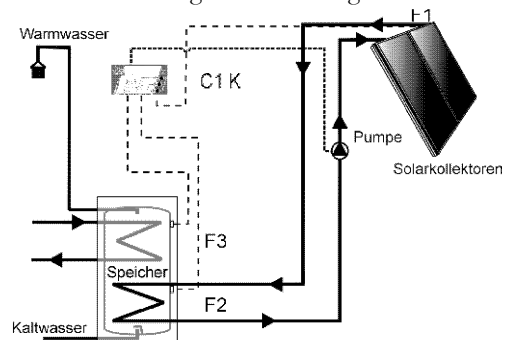 F1
Warmwasser
C1 K
Pumpe
Solarkollektoren
F3
Speicher
F2
Kaltwasser